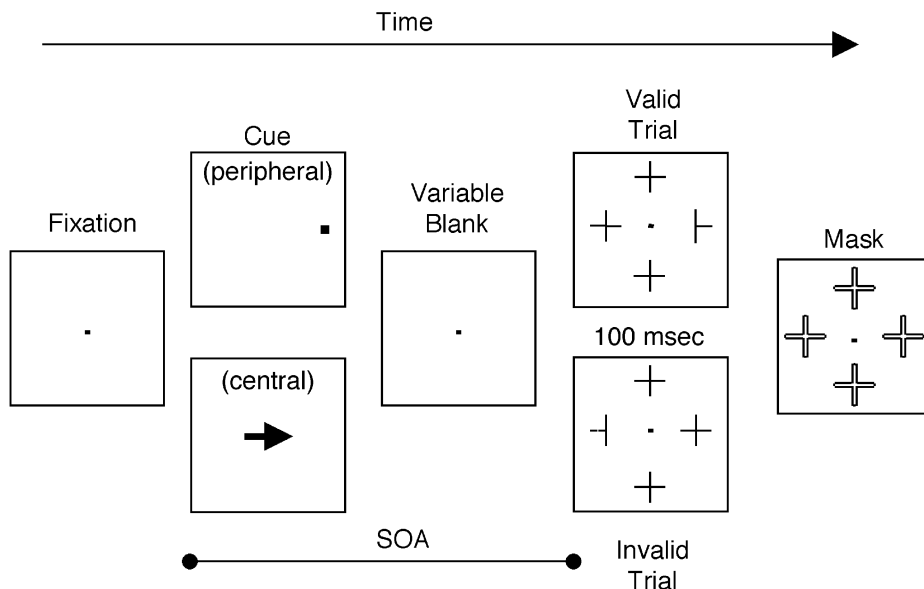 Time
Cue
(peripheral)
Valid
Trial
Variable
Blank
Fixation
Mask
100 msec
(central)
SOA
Invalid
Trial